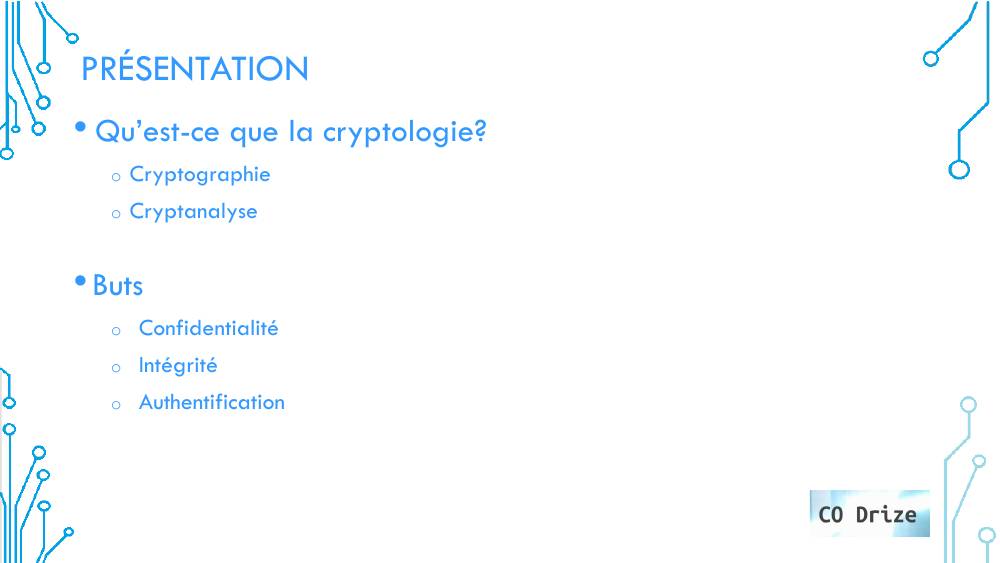 PRÉSENTATION
• Qu’est-ce que la cryptologie?
o Cryptographie
o Cryptanalyse
• Buts
o Confidentialité
o Intégrité
o Authentification
CO Drize